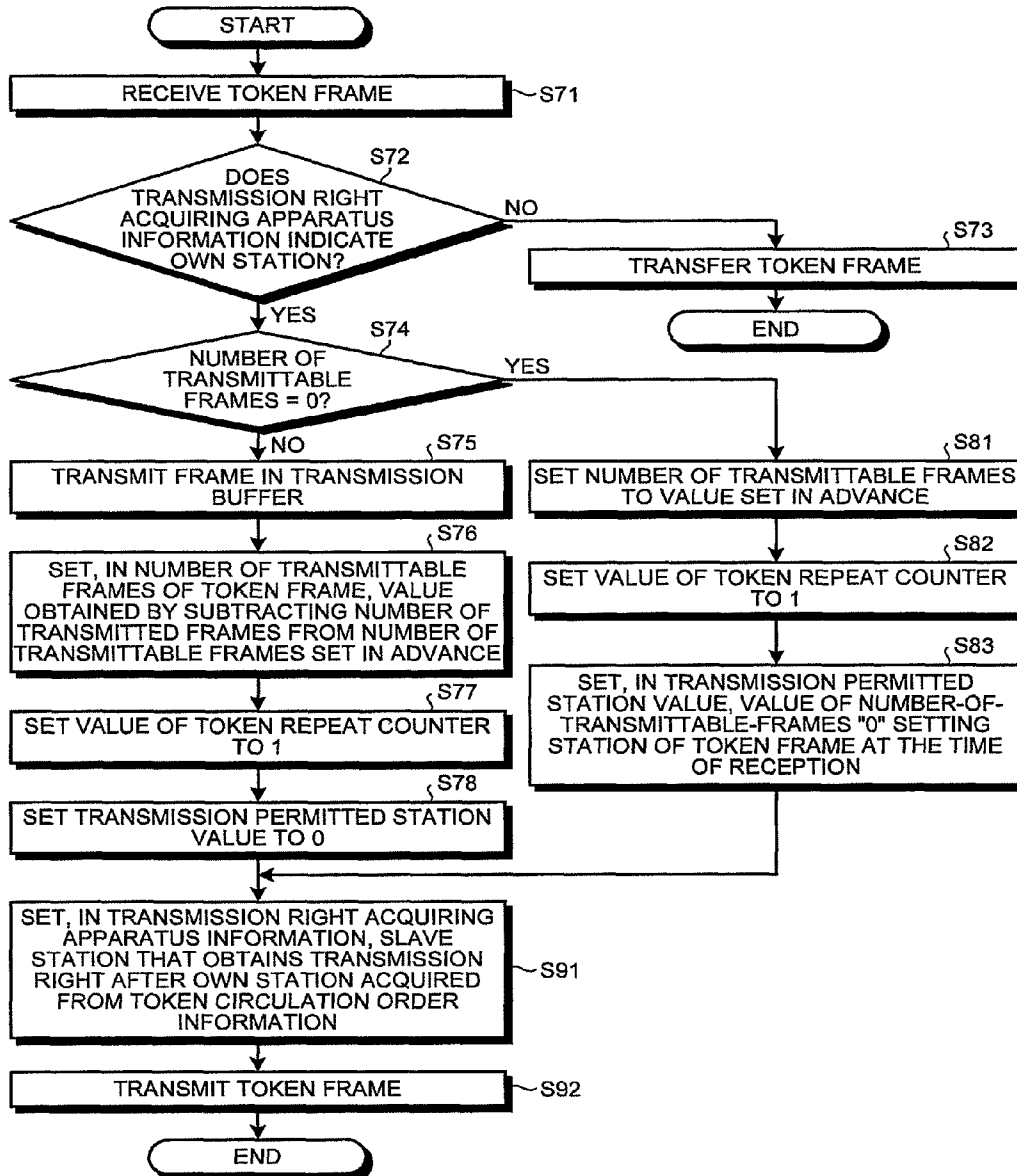 START
RECEIVE TOKEN FRAME
S71
S72
DOES
TRANSMISSION RIGHT
ACQUIRING APPARATUS
INFORMATION INDICATE
OWN STATION?
NO
S73
TRANSFER TOKEN FRAME
END
YES
S74
NUMBER OF
TRANSMITTABLE
FRAMES = 0?
YES
NO
S75
TRANSMIT FRAME IN TRANSMISSION
BUFFER
S76
SET, IN NUMBER OF TRANSMITTABLE
FRAMES OF TOKEN FRAME, VALUE
OBTAINED BY SUBTRACTING NUMBER OF
TRANSMITTED FRAMES FROM NUMBER OF
TRANSMITTABLE FRAMES SET IN ADVANCE
S77
SET VALUE OF TOKEN REPEAT COUNTER
TO 1
S78
SET TRANSMISSION PERMITTED STATION
VALUE TO 0
S81
SET NUMBER OF TRANSMITTABLE FRAMES
TO VALUE SET IN ADVANCE
S82
SET VALUE OF TOKEN REPEAT COUNTER
TO 1
S83
SET, IN TRANSMISSION PERMITTED
STATION VALUE, VALUE OF NUMBER-OF-
TRANSMITTABLE-FRAMES "0" SETTING
STATION OF TOKEN FRAME AT THE TIME
OF RECEPTION
SET, IN TRANSMISSION RIGHT ACQUIRING
APPARATUS INFORMATION, SLAVE
STATION THAT OBTAINS TRANSMISSION
RIGHT AFTER OWN STATION ACQUIRED
FROM TOKEN CIRCULATION ORDER
INFORMATION
S91
TRANSMIT TOKEN FRAME
S92
END